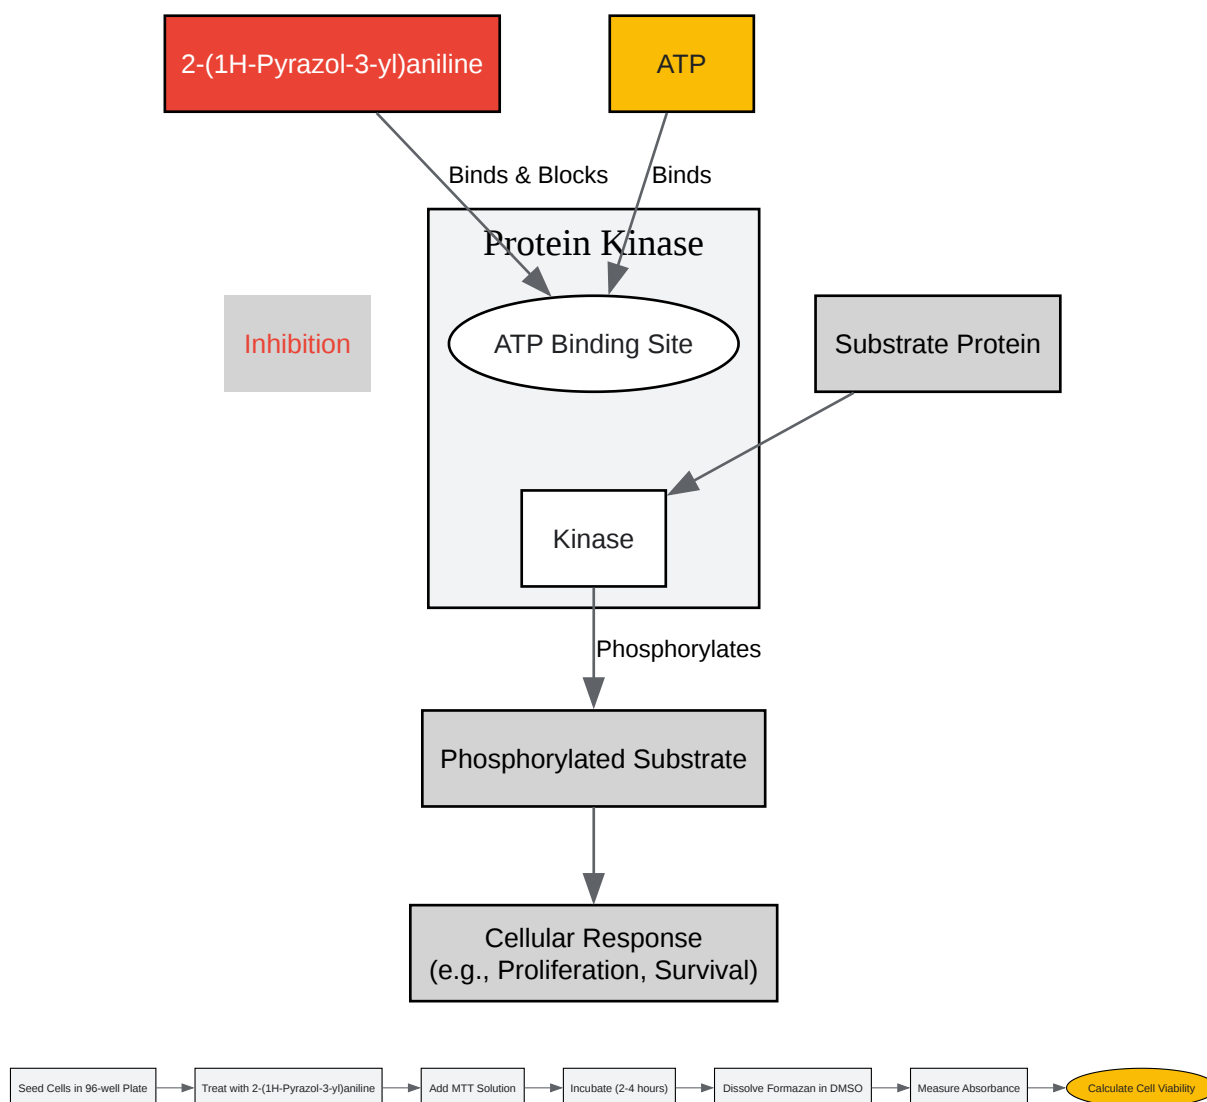 2-(1H-Pyrazol-3-yl)aniline
ATP
Binds & Blocks
Binds
Protein Kinase
Inhibition
ATP Binding Site
Substrate Protein
Kinase
Phosphorylates
Phosphorylated Substrate
Cellular Response
(e.g., Proliferation, Survival)
Seed Cells in 96-well Plate
Treat with 2-(1H-Pyrazol-3-yl)aniline
Add MTT Solution
Incubate (2-4 hours)
Dissolve Formazan in DMSO
Measure Absorbance
Calculate Cell Viability